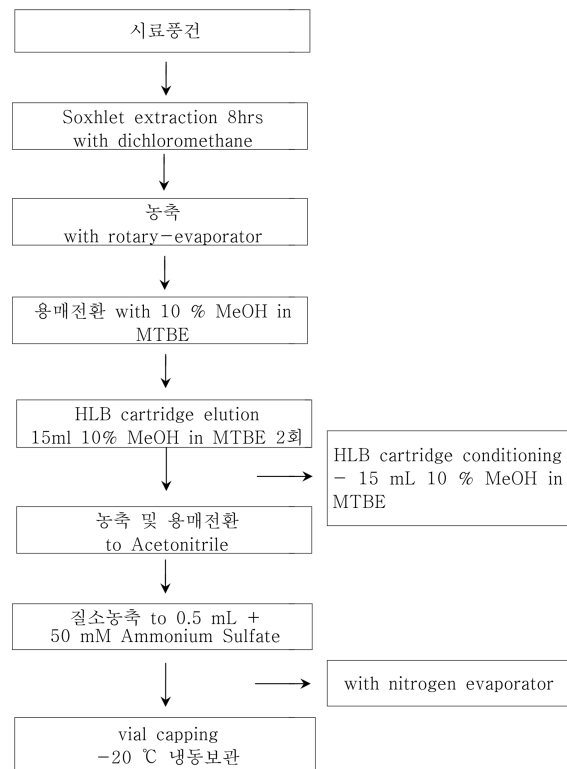 시료풍건
Soxhlet extraction 8hrs
with dichloromethane
농축
with rotary-evaporator
용매전환 with 10 % MeOH in
MTBE
HLB cartridge elution
15ml 10% MeOH in MTBE 2회
HLB cartridge conditioning
- 15 mL 10 % MeOH in
MTBE
농축 및 용매전환
to Acetonitrile
질소농축 to 0.5 mL +
50 mM Ammonium Sulfate
with nitrogen evaporator
vial capping
-20 ℃ 냉동보관